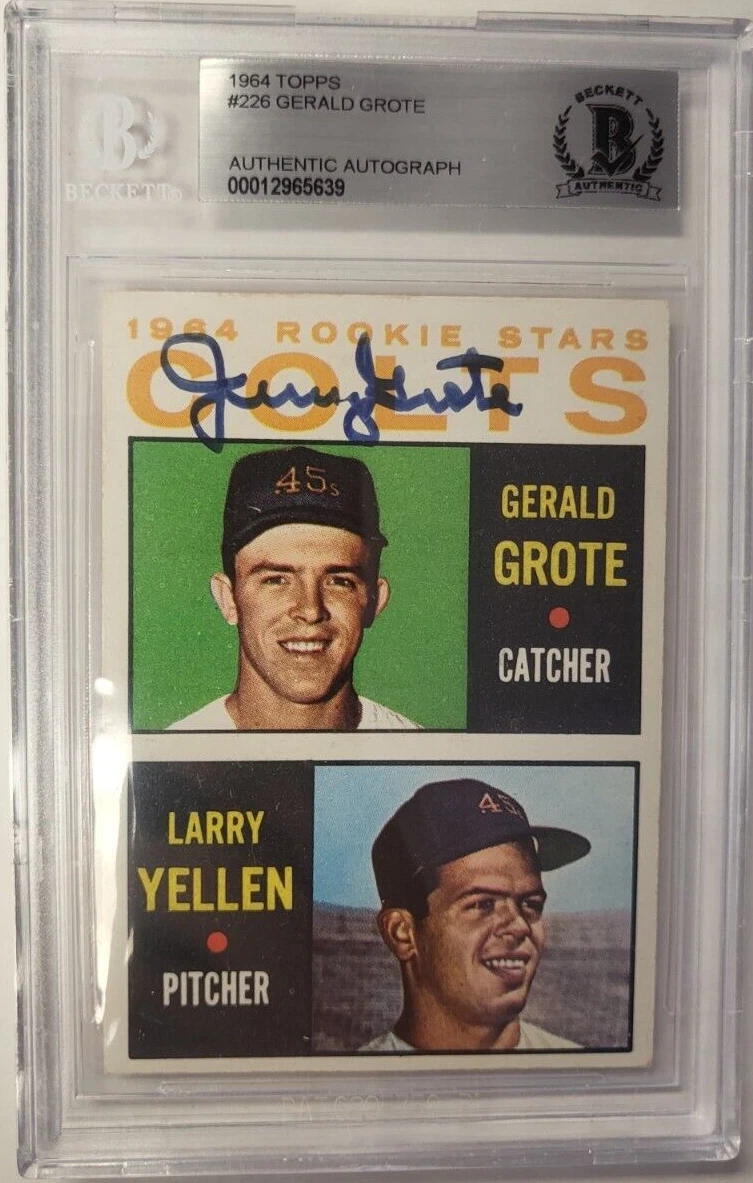 B
BECKETT®
1964 TOPPS
#226 GERALD GROTE
AUTHENTIC AUTOGRAPH
00012965639
BECKETT
B
AUTHENTIC
1964 ROOKIE STARS
COLTS
Jerry Grote
.45s
GERALD
GROTE
CATCHER
LARRY
YELLEN
PITCHER
.45s